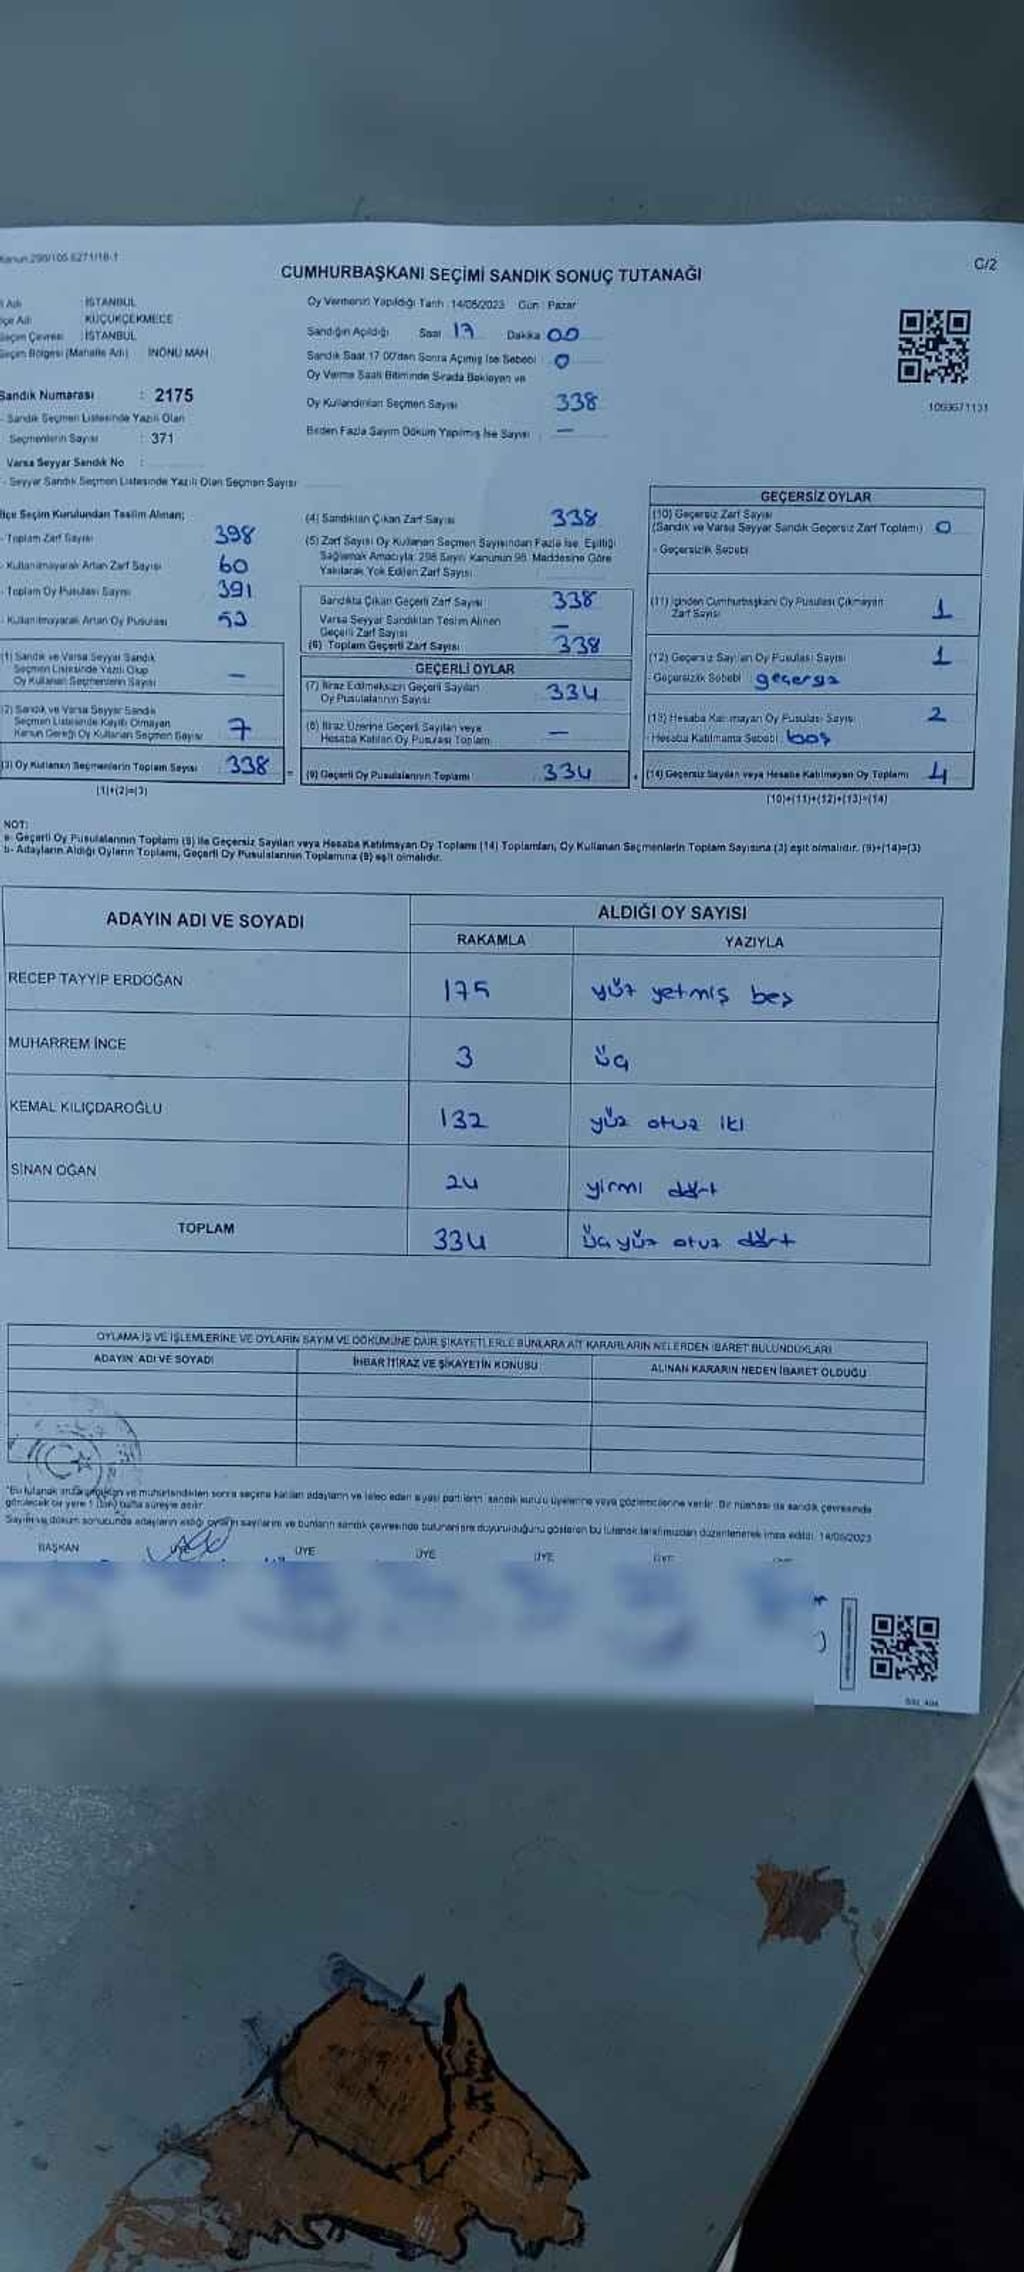 Kanun 298/105 6271/18-1
C/2
CUMHURBAŞKANI SEÇİMİ SANDIK SONUÇ TUTANAĞI
Adı : İSTANBUL
Adı : KÜÇÜKÇEKMECE
Seçim Çevresi : İSTANBUL
Seçim Bölgesi (Mahalle Adı) İNÖNÜ MAH
Sandık Numarası : 2175
- Sandık Seçmen Listesinde Yazılı Olan
Seçmenlerin Sayısı : 371
Varsa Seyyar Sandık No :
- Seyyar Sandık Seçmen Listesinde Yazılı Olan Seçmen Sayısı
Oy Vermenin Yapıldığı Tarih : 14/05/2023 Gün : Pazar
Sandığın Açıldığı Saat 17 Dakika 00
Sandık Saat 17 00'den Sonra Açılmış İse Sebebi : 0
Oy Verme Saati Bitiminde Sırada Bekleyen ve
Oy Kullandırılan Seçmen Sayısı 338
Birden Fazla Sayım Döküm Yapılmış İse Sayısı : —
1069671131
İlçe Seçim Kurulundan Teslim Alınan;
- Toplam Zarf Sayısı 398
- Kullanılmayarak Artan Zarf Sayısı 60
- Toplam Oy Pusulası Sayısı 391
- Kullanılmayarak Artan Oy Pusulası 53
(1) Sandık ve Varsa Seyyar Sandık
Seçmen Listesinde Yazılı Olup
Oy Kullanan Seçmenlerin Sayısı —
(2) Sandık ve Varsa Seyyar Sandık
Seçmen Listesinde Kayıtlı Olmayan
Kanun Gereği Oy Kullanan Seçmen Sayısı 7
(3) Oy Kullanan Seçmenlerin Toplam Sayısı 338
(1)+(2)=(3)
(4) Sandıktan Çıkan Zarf Sayısı 338
(5) Zarf Sayısı Oy Kullanan Seçmen Sayısından Fazla İse, Eşitliği
Sağlamak Amacıyla, 298 Sayılı Kanunun 98. Maddesine Göre
Yakılarak Yok Edilen Zarf Sayısı
Sandıkta Çıkan Geçerli Zarf Sayısı 338
Varsa Seyyar Sandıktan Teslim Alınan
Geçerli Zarf Sayısı —
(6) Toplam Geçerli Zarf Sayısı 338
GEÇERLİ OYLAR
(7) İtiraz Edilmeksizin Geçerli Sayılan
Oy Pusulalarının Sayısı 334
(8) İtiraz Üzerine Geçerli Sayılan veya
Hesaba Katılan Oy Pusulası Toplamı —
(9) Geçerli Oy Pusulalarının Toplamı 334
GEÇERSİZ OYLAR
(10) Geçersiz Zarf Sayısı
(Sandık ve Varsa Seyyar Sandık Geçersiz Zarf Toplamı) 0
- Geçersizlik Sebebi
(11) İçinden Cumhurbaşkanı Oy Pusulası Çıkmayan
Zarf Sayısı 1
(12) Geçersiz Sayılan Oy Pusulası Sayısı 1
- Geçersizlik Sebebi
(13) Hesaba Katılmayan Oy Pusulası Sayısı 2
- Hesaba Katılmama Sebebi boş
(14) Geçersiz Sayılan veya Hesaba Katılmayan Oy Toplamı 4
(10)+(11)+(12)+(13)=(14)
NOT:
a- Geçerli Oy Pusulalarının Toplamı (9) ile Geçersiz Sayılan veya Hesaba Katılmayan Oy Toplamı (14) Toplamları, Oy Kullanan Seçmenlerin Toplam Sayısına (3) eşit olmalıdır. (9)+(14)=(3)
b- Adayların Aldığı Oyların Toplamı, Geçerli Oy Pusulalarının Toplamına (9) eşit olmalıdır.
ADAYIN ADI VE SOYADI
ALDIĞI OY SAYISI
RAKAMLA YAZIYLA
RECEP TAYYİP ERDOĞAN 175 yüz yetmiş beş
MUHARREM İNCE 3 üç
KEMAL KILIÇDAROĞLU 132 yüz otuz iki
SİNAN OĞAN 24 yirmi dört
TOPLAM 334 üç yüz otuz dört
OYLAMA İŞ VE İŞLEMLERİNE VE OYLARIN SAYIM VE DÖKÜMÜNE DAİR ŞİKAYETLERLE BUNLARA AİT KARARLARIN NELERDEN İBARET BULUNDUKLARI
ADAYIN ADI VE SOYADI İHBAR İTİRAZ VE ŞİKAYETİN KONUSU ALINAN KARARIN NEDEN İBARET OLDUĞU
ve mühürlendikten sonra seçime katılan adayların ve talep eden siyasi partilerin sandık kurulu üyelerine veya gözlemcilerine verilir. Bir nüshası da sandık çevresinde
görülecek bir yere 1 hafta süreyle asılır.
Sayım ve döküm sonucunda adayların aldığı oyların sayılarını ve bunların sandık çevresinde bulunanlara duyurulduğunu gösteren bu tutanak tarafımızdan düzenlenerek imza edildi. 14/05/2023
BAŞKAN ÜYE ÜYE ÜYE ÜYE ÜYE